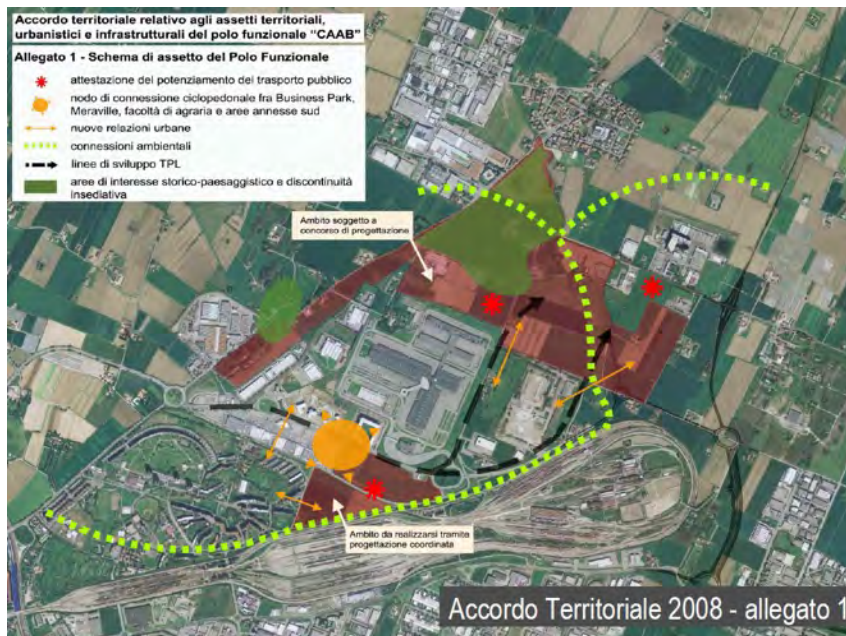 Accordo territoriale relativo agli assetti territoriali,
urbanistici e infrastrutturali del polo funzionale “CAAB”
Allegato 1 - Schema di assetto del Polo Funzionale
attestazione del potenziamento del trasporto pubblico
nodo di connessione ciclopedonale fra Business Park,
Meraville, facoltà di agraria e aree annesse sud
nuove relazioni urbane
connessioni ambientali
linee di sviluppo TPL
aree di interesse storico-paesaggistico e discontinuità
insediativa
Ambito soggetto a
concorso di progettazione
Ambito da realizzarsi tramite
progettazione coordinata
Accordo Territoriale 2008 - allegato 1